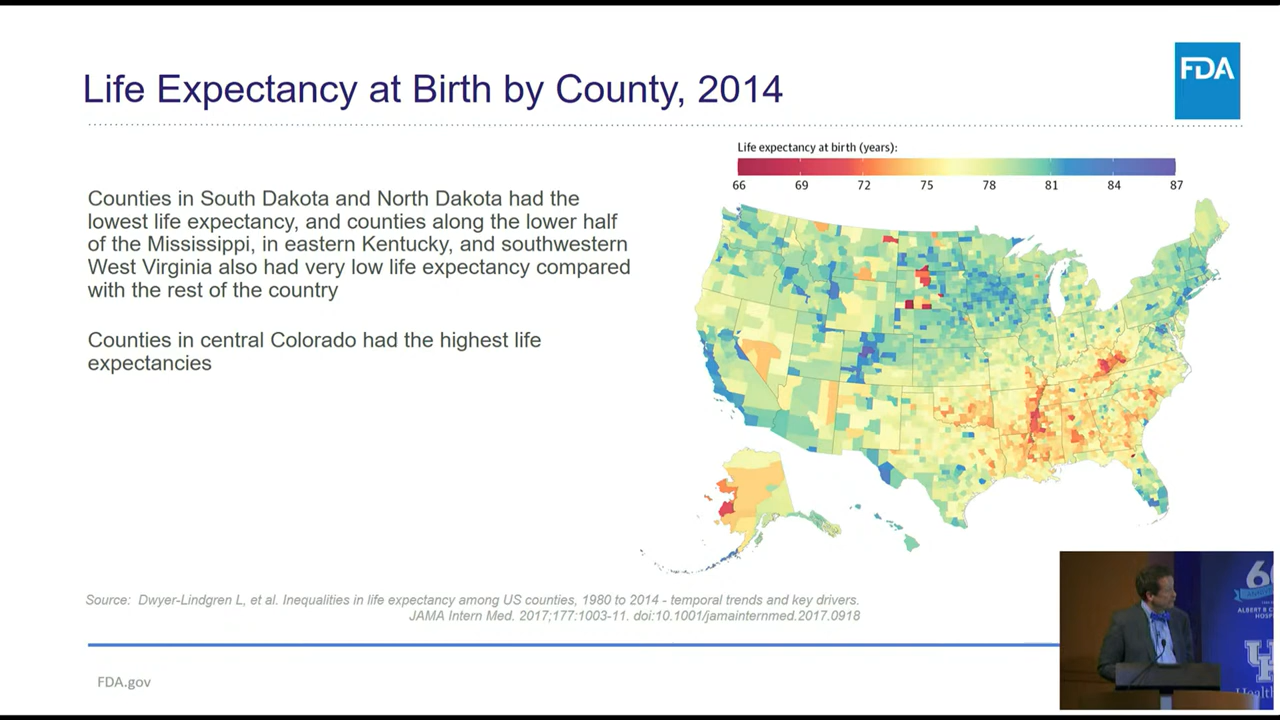 Life Expectancy at Birth by County, 2014
FDA
Life expectancy at birth (years):
66 69 72 75 78 81 84 87
Counties in South Dakota and North Dakota had the
lowest life expectancy, and counties along the lower half
of the Mississippi, in eastern Kentucky, and southwestern
West Virginia also had very low life expectancy compared
with the rest of the country
Counties in central Colorado had the highest life
expectancies
Source: Dwyer-Lindgren L, et al. Inequalities in life expectancy among US counties, 1980 to 2014 - temporal trends and key drivers.
JAMA Intern Med. 2017;177:1003-11. doi:10.1001/jamainternmed.2017.0918
FDA.gov
ALBERT B
HOSP
UK
Health